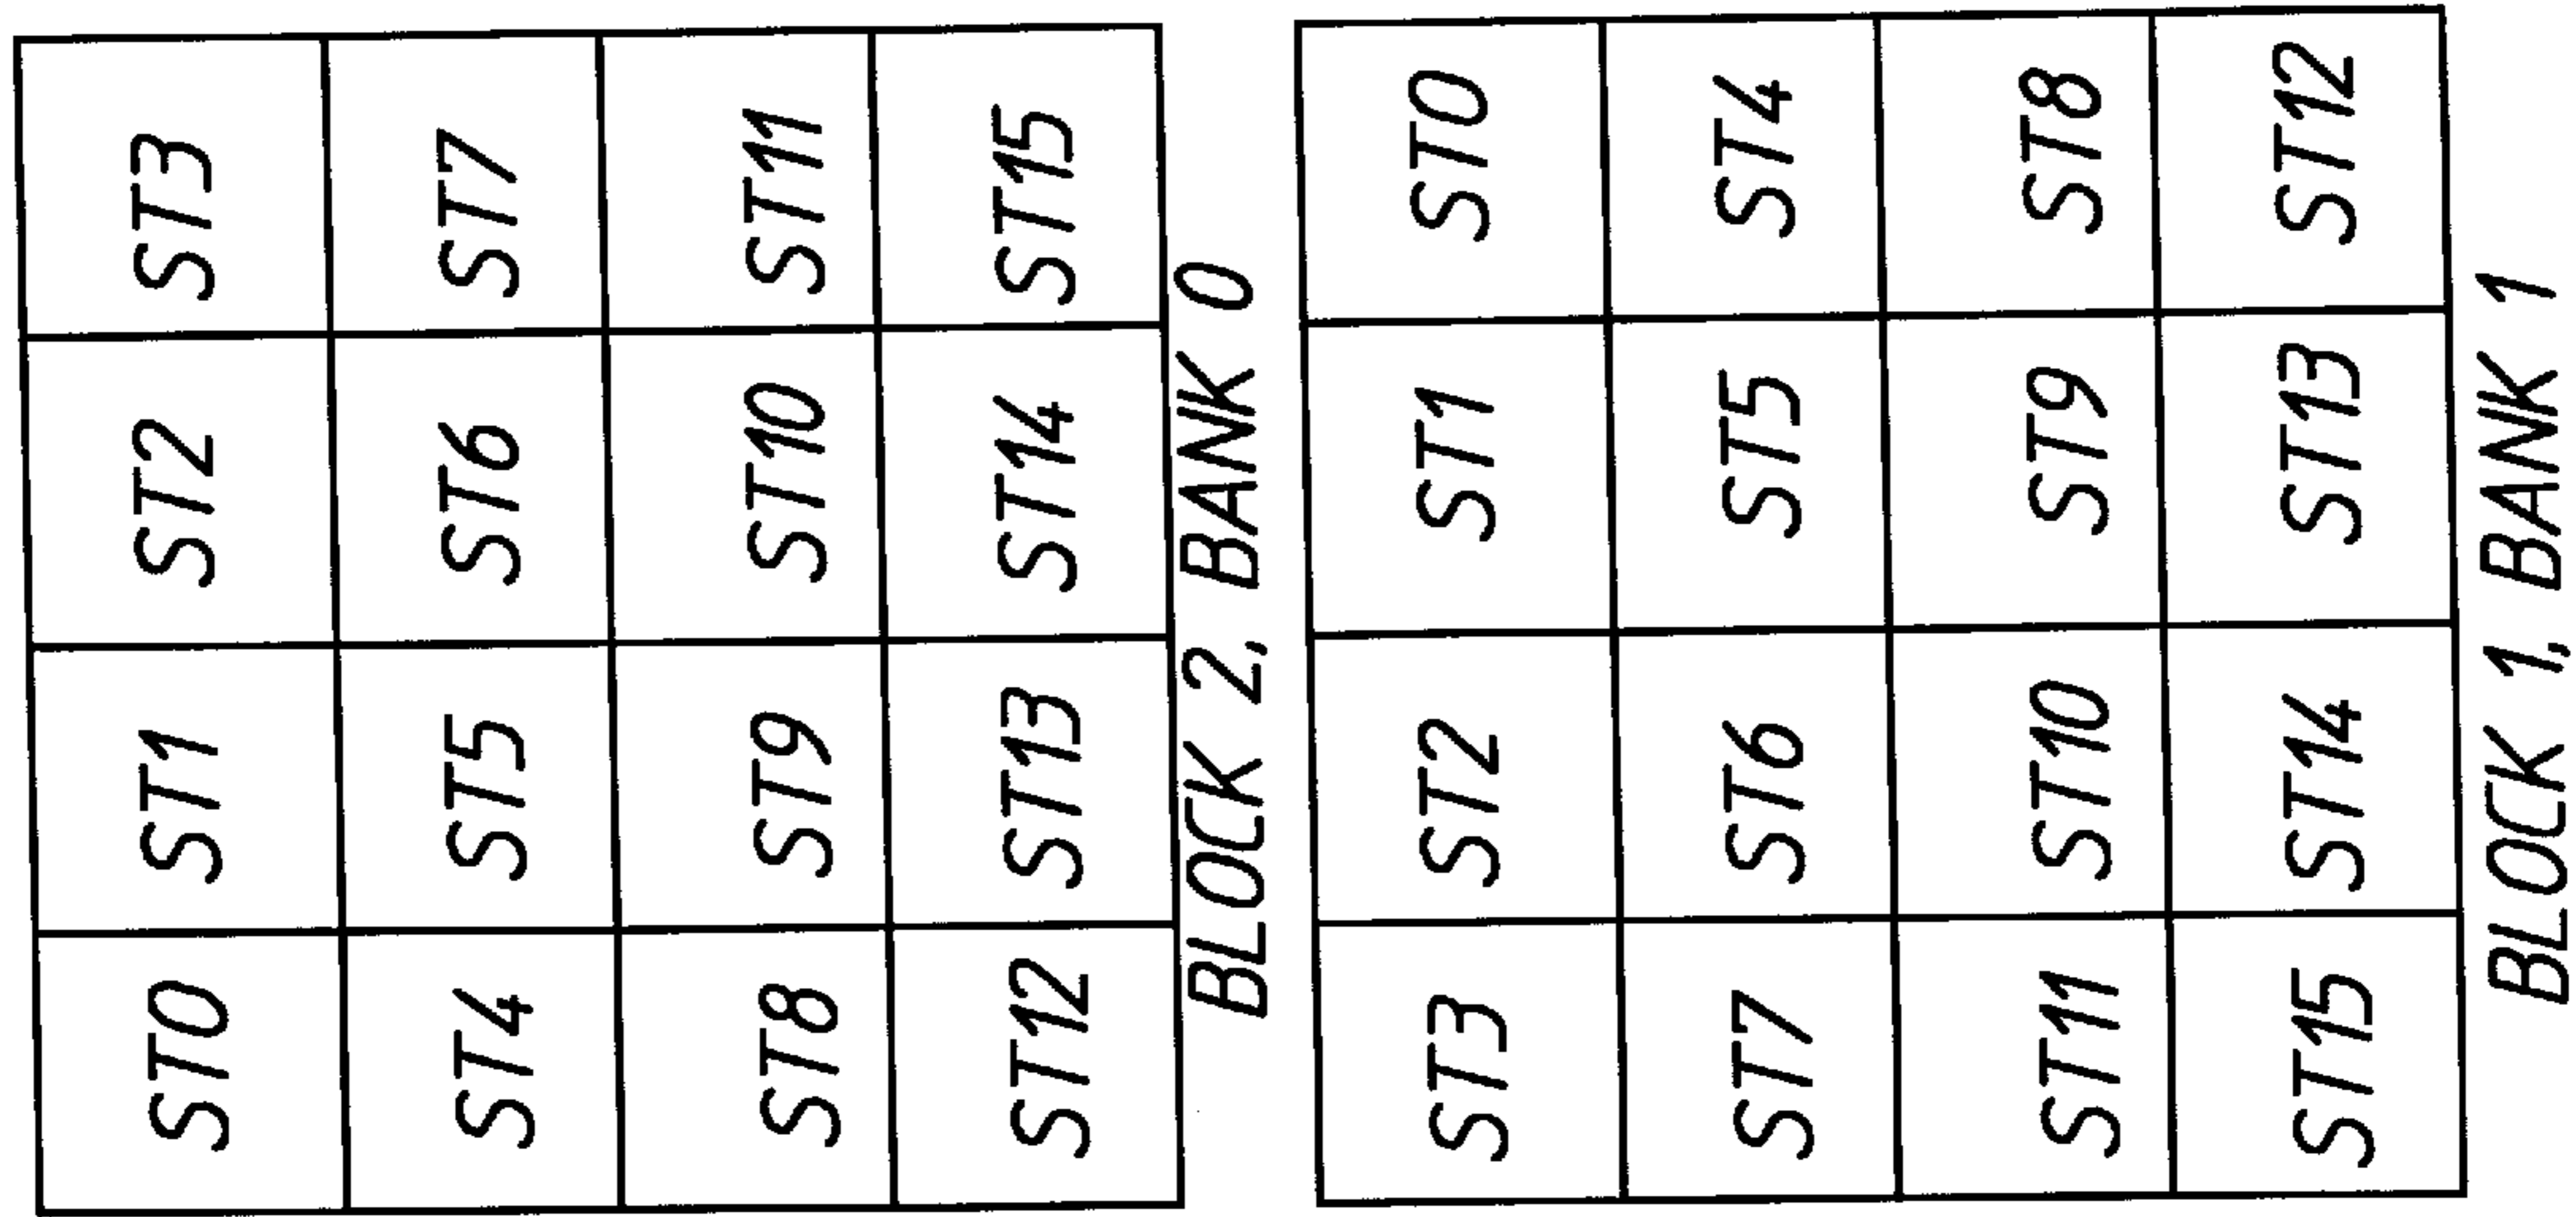 ST0 ST1 ST2 ST3
ST4 ST5 ST6 ST7
ST8 ST9 ST10 ST11
ST12 ST13 ST14 ST15
BLOCK 2, BANK 0
ST3 ST2 ST1 ST0
ST7 ST6 ST5 ST4
ST11 ST10 ST9 ST8
ST15 ST14 ST13 ST12
BLOCK 1, BANK 1